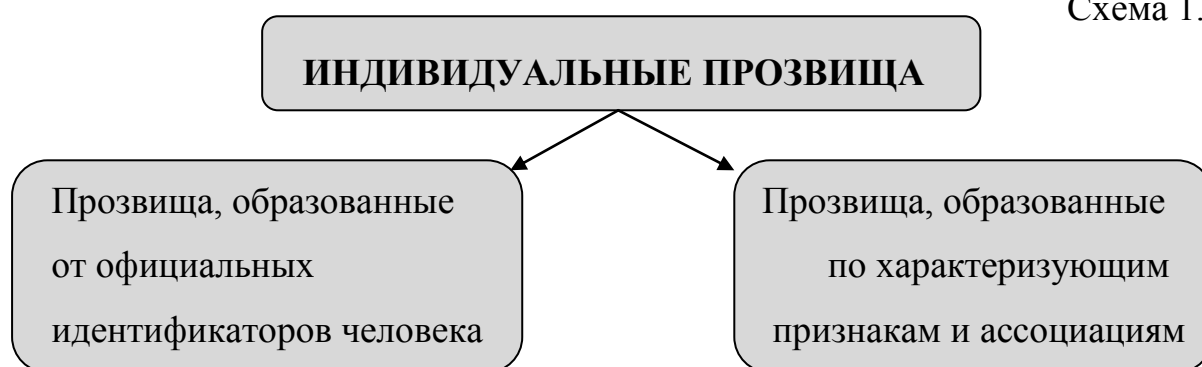 Схема 1.
ИНДИВИДУАЛЬНЫЕ ПРОЗВИЩА
Прозвища, образованные
от официальных
идентификаторов человека
Прозвища, образованные
по характеризующим
признакам и ассоциациям